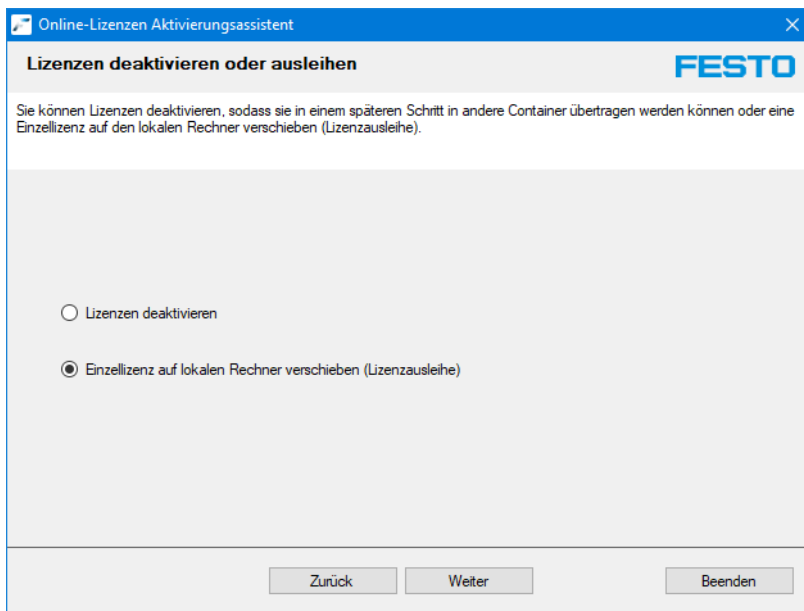 Online-Lizenzen Aktivierungsassistent
Lizenzen deaktivieren oder ausleihen
FESTO
Sie können Lizenzen deaktivieren, sodass sie in einem späteren Schritt in andere Container übertragen werden können oder eine
Einzellizenz auf den lokalen Rechner verschieben (Lizenzausleihe).
Lizenzen deaktivieren
Einzellizenz auf lokalen Rechner verschieben (Lizenzausleihe)
Zurück
Weiter
Beenden